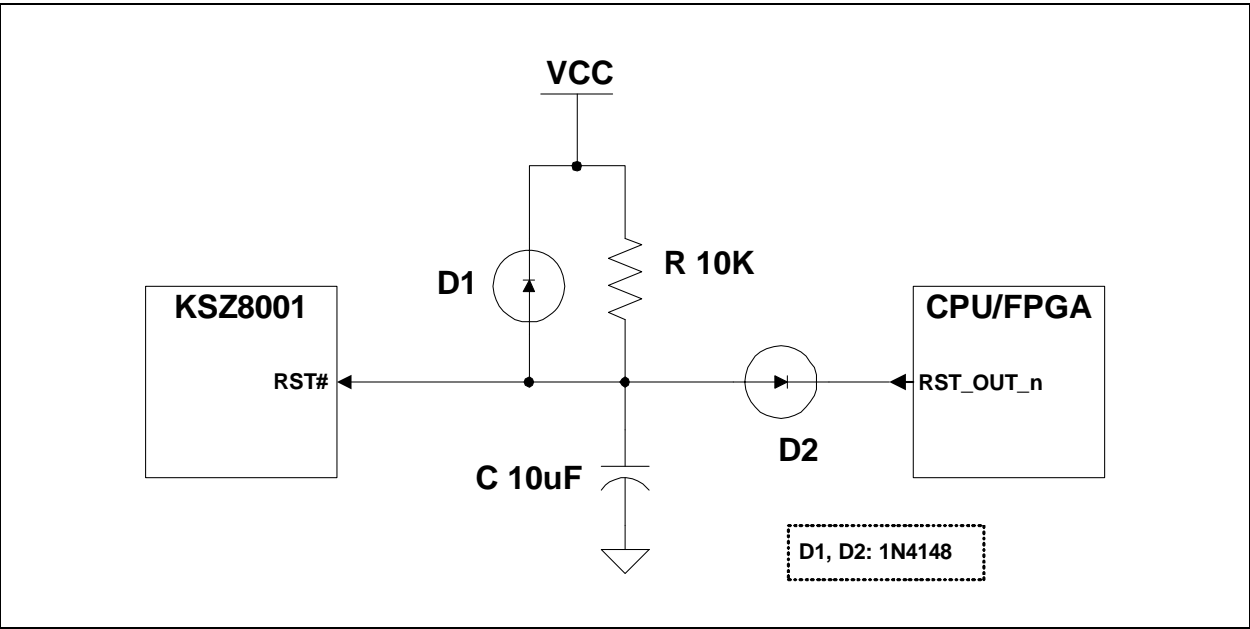 VCC
R 10K
D1
KSZ8001
CPU/FPGA
RST#
RST_OUT_n
D2
C 10uF
D1, D2: 1N4148